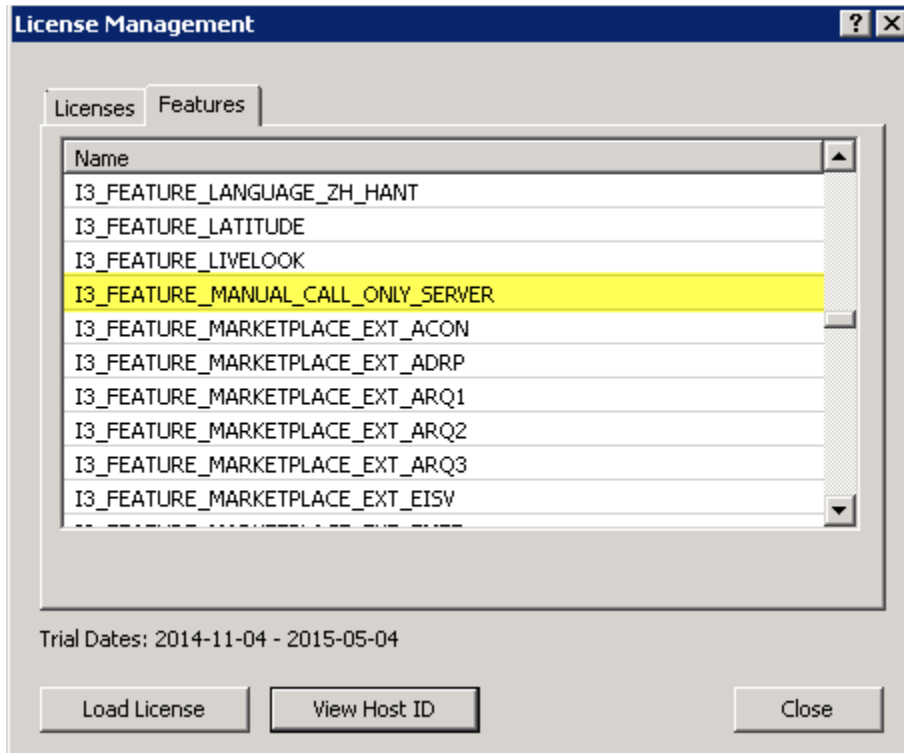 License Management
Licenses Features
Name
I3_FEATURE_LANGUAGE_ZH_HANT
I3_FEATURE_LATITUDE
I3_FEATURE_LIVELOOK
I3_FEATURE_MANUAL_CALL_ONLY_SERVER
I3_FEATURE_MARKETPLACE_EXT_ACON
I3_FEATURE_MARKETPLACE_EXT_ADRP
I3_FEATURE_MARKETPLACE_EXT_ARQ1
I3_FEATURE_MARKETPLACE_EXT_ARQ2
I3_FEATURE_MARKETPLACE_EXT_ARQ3
I3_FEATURE_MARKETPLACE_EXT_EISV
Trial Dates: 2014-11-04 - 2015-05-04
Load License View Host ID Close